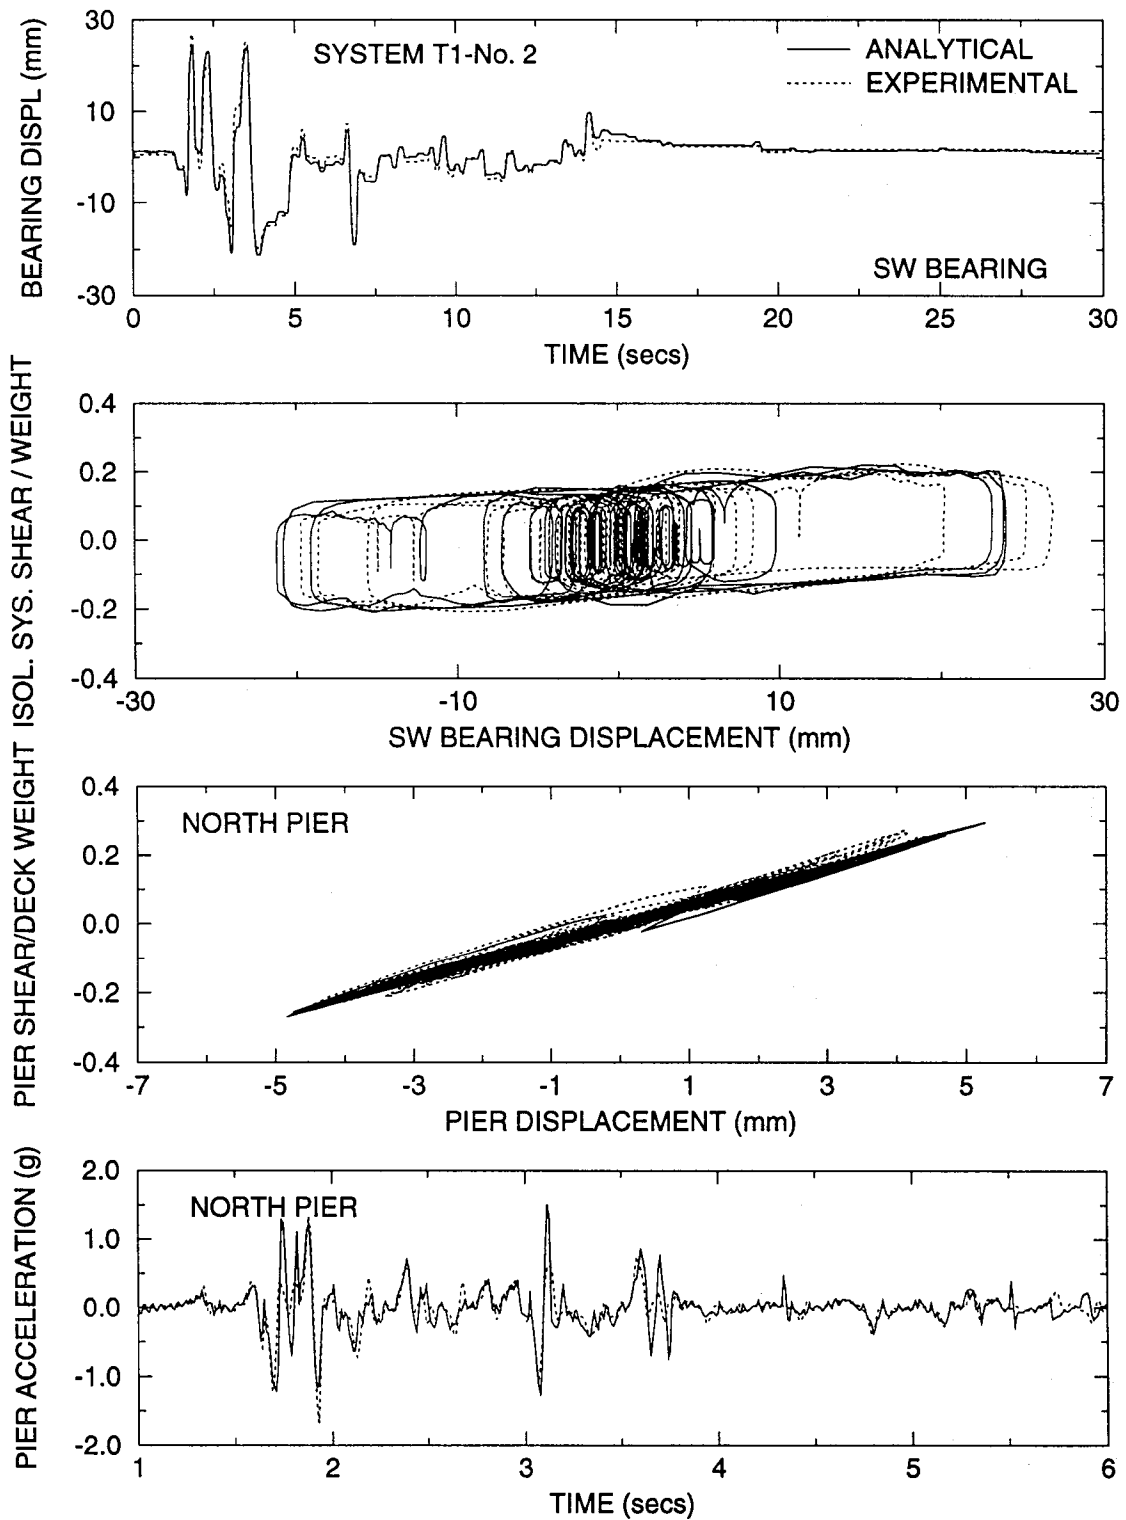 BEARING DISPL (mm)
30
10
-10
-30
SYSTEM T1-No. 2
ANALYTICAL
EXPERIMENTAL
SW BEARING
0 5 10 15 20 25 30
TIME (secs)
ISOL. SYS. SHEAR / WEIGHT
0.4
0.2
0.0
-0.2
-0.4
-30 -10 10 30
SW BEARING DISPLACEMENT (mm)
PIER SHEAR/DECK WEIGHT
0.4
0.2
0.0
-0.2
-0.4
NORTH PIER
-7 -5 -3 -1 1 3 5 7
PIER DISPLACEMENT (mm)
PIER ACCELERATION (g)
2.0
1.0
0.0
-1.0
-2.0
NORTH PIER
1 2 3 4 5 6
TIME (secs)